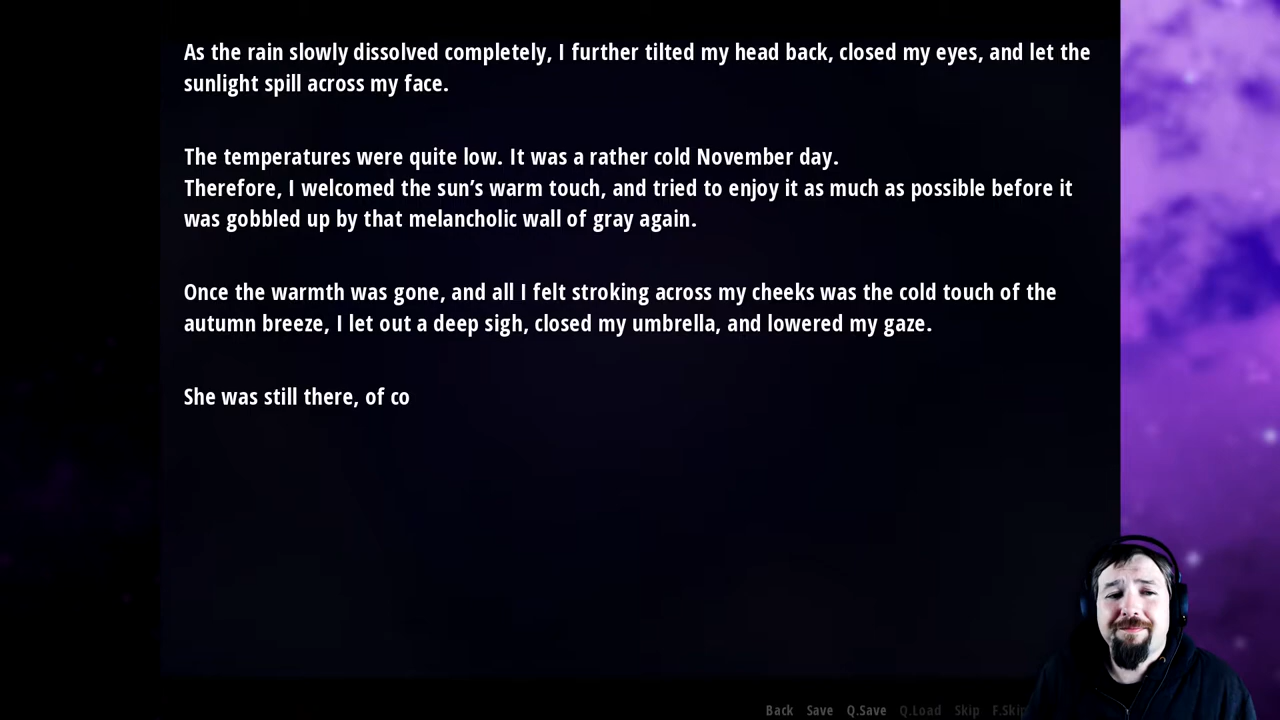 As the rain slowly dissolved completely, I further tilted my head back, closed my eyes, and let the
sunlight spill across my face.
The temperatures were quite low. It was a rather cold November day.
Therefore, I welcomed the sun’s warm touch, and tried to enjoy it as much as possible before it
was gobbled up by that melancholic wall of gray again.
Once the warmth was gone, and all I felt stroking across my cheeks was the cold touch of the
autumn breeze, I let out a deep sigh, closed my umbrella, and lowered my gaze.
She was still there, of co
Back Save Q.Save Q.Load Skip F.Skip